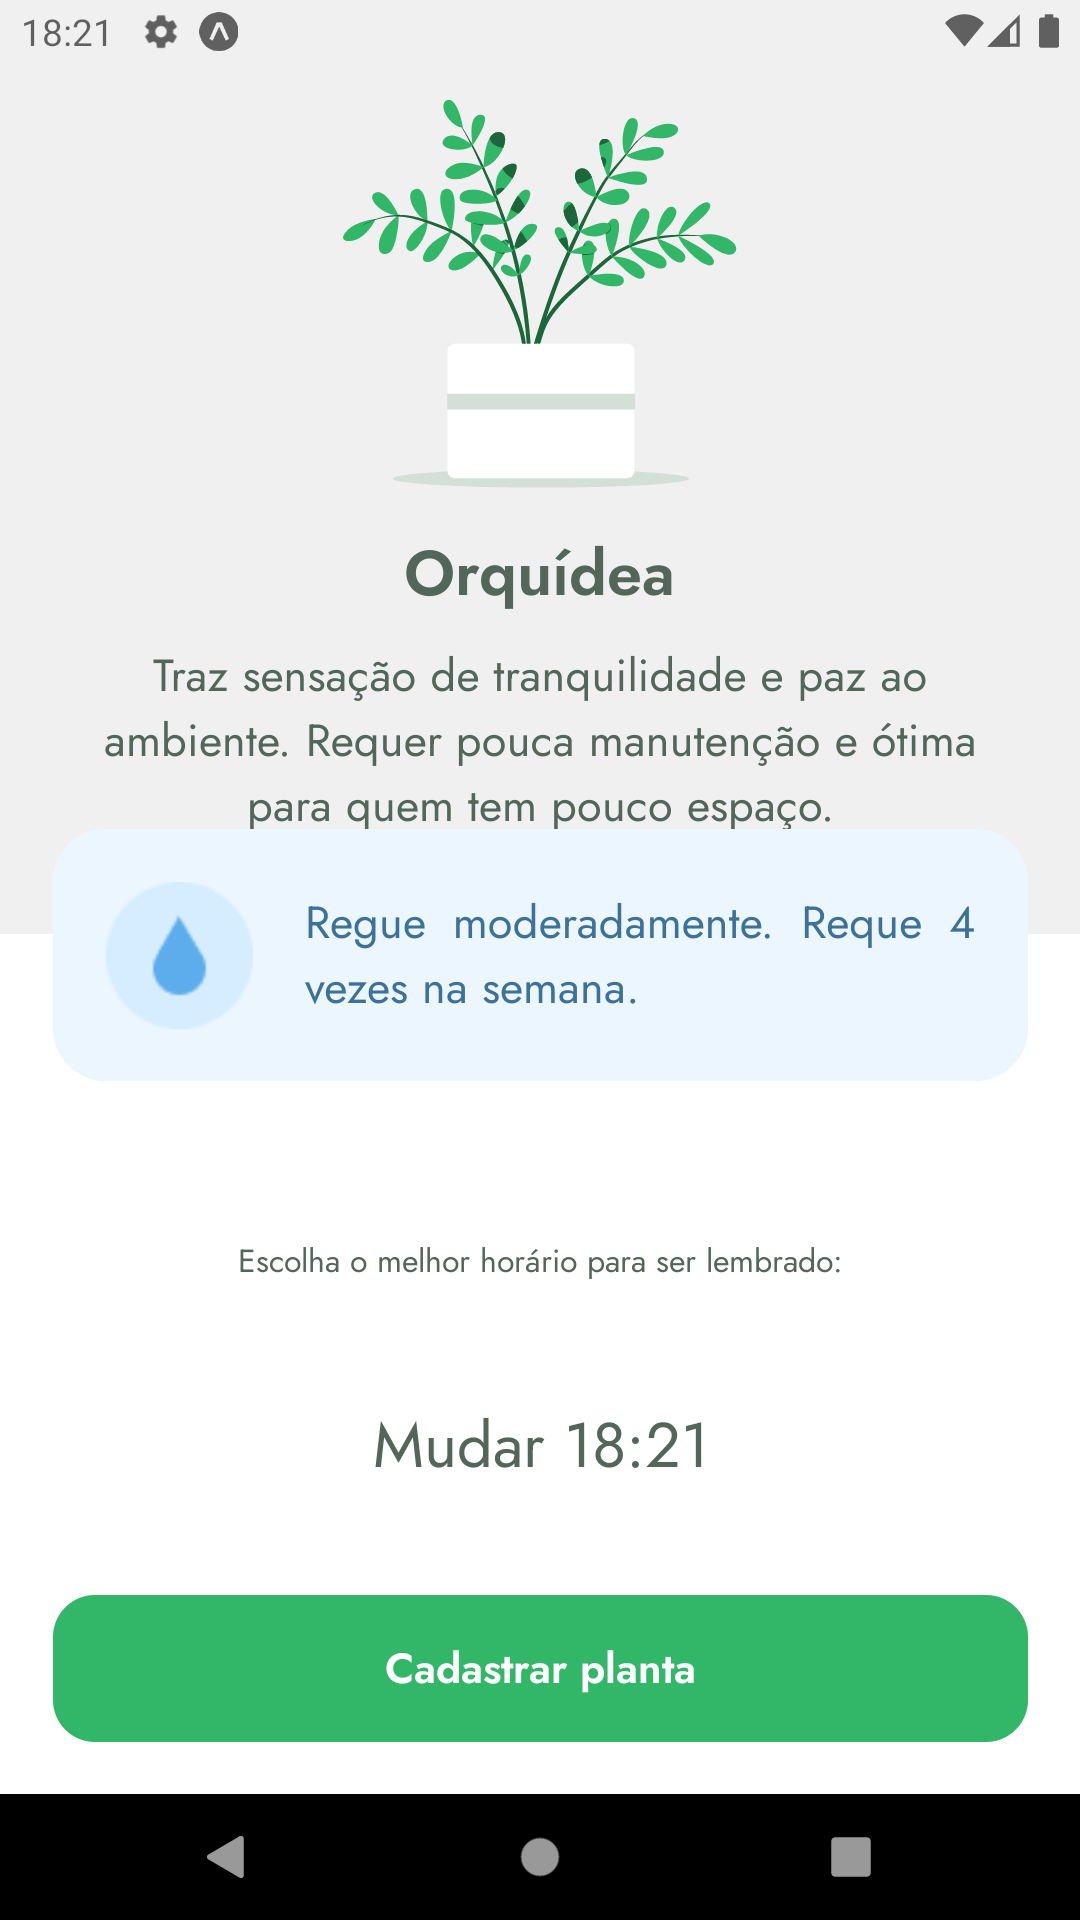 18:21
Orquídea
Traz sensação de tranquilidade e paz ao
ambiente. Requer pouca manutenção e ótima
para quem tem pouco espaço.
Regue moderadamente. Reque 4
vezes na semana.
Escolha o melhor horário para ser lembrado:
Mudar 18:21
Cadastrar planta